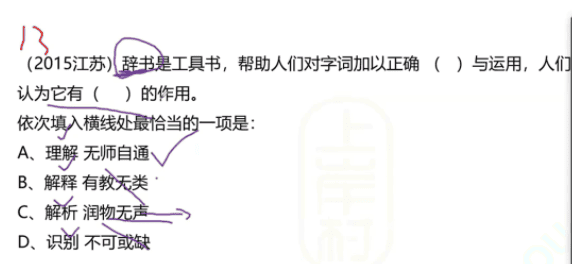 13
（2015江苏）辞书是工具书，帮助人们对字词加以正确 （ ）与运用，人们
认为它有（ ）的作用。
依次填入横线处最恰当的一项是：
A、理解 无师自通
B、解释 有教无类
C、解析 润物无声
D、识别 不可或缺
上岸村